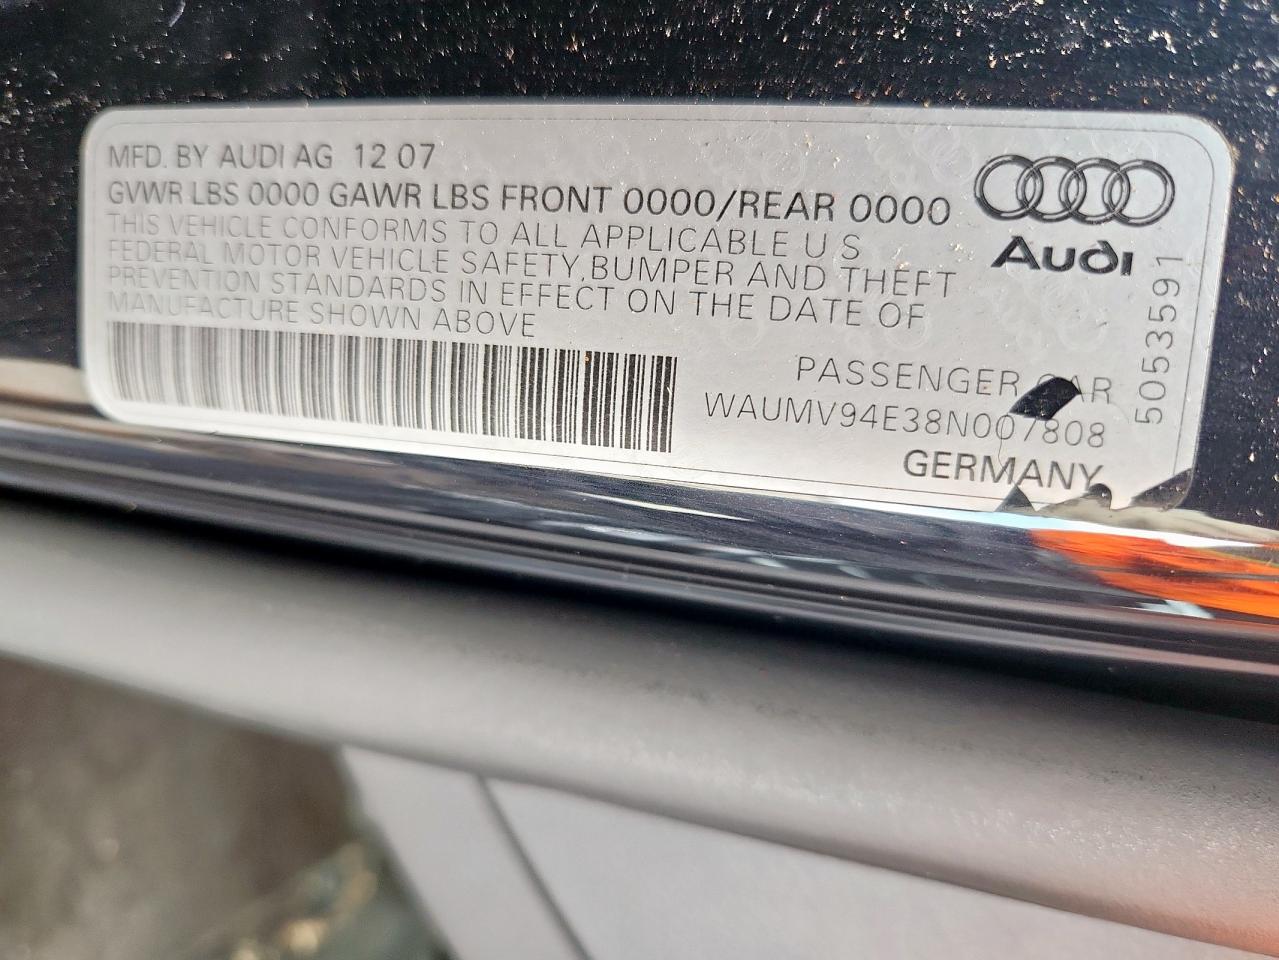 MFD. BY AUDI AG 12 07
GVWR LBS 0000 GAWR LBS FRONT 0000/REAR 0000
THIS VEHICLE CONFORMS TO ALL APPLICABLE U S
FEDERAL MOTOR VEHICLE SAFETY, BUMPER AND THEFT
PREVENTION STANDARDS IN EFFECT ON THE DATE OF
MANUFACTURE SHOWN ABOVE
Audi
5053591
PASSENGER CAR
WAUMV94E38N007808
GERMANY